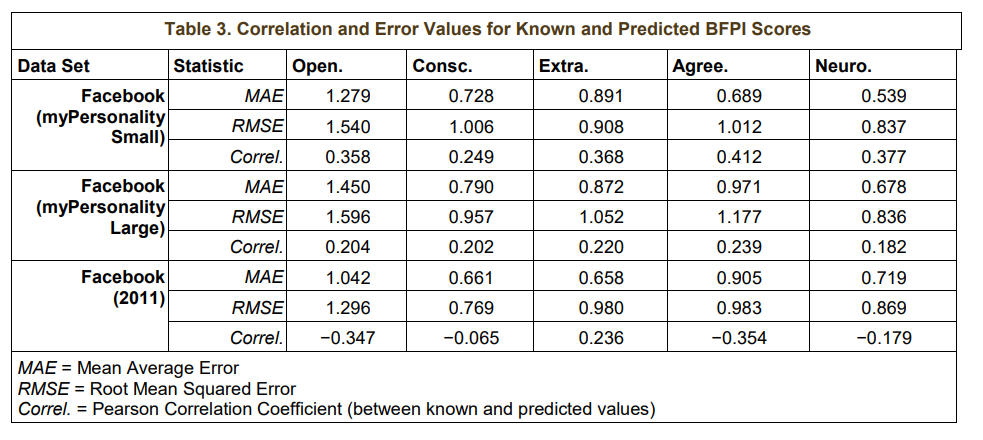 Table 3. Correlation and Error Values for Known and Predicted BFPI Scores
Data Set Statistic Open. Consc. Extra. Agree. Neuro.
Facebook (myPersonality Small) MAE 1.279 0.728 0.891 0.689 0.539
RMSE 1.540 1.006 0.908 1.012 0.837
Correl. 0.358 0.249 0.368 0.412 0.377
Facebook (myPersonality Large) MAE 1.450 0.790 0.872 0.971 0.678
RMSE 1.596 0.957 1.052 1.177 0.836
Correl. 0.204 0.202 0.220 0.239 0.182
Facebook (2011) MAE 1.042 0.661 0.658 0.905 0.719
RMSE 1.296 0.769 0.980 0.983 0.869
Correl. −0.347 −0.065 0.236 −0.354 −0.179
MAE = Mean Average Error
RMSE = Root Mean Squared Error
Correl. = Pearson Correlation Coefficient (between known and predicted values)